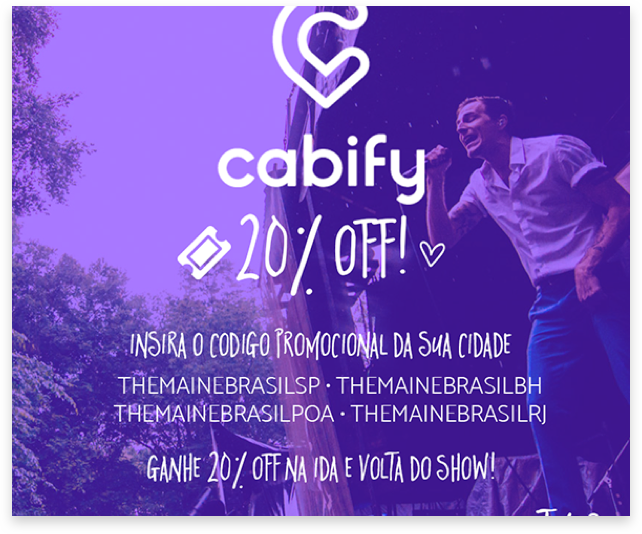 cabify
20% OFF!
INSIRA O CODIGO PROMOCIONAL DA SUA CIDADE
THEMAINEBRASILSP • THEMAINEBRASILBH
THEMAINEBRASILPOA • THEMAINEBRASILRJ
GANHE 20% OFF NA IDA E VOLTA DO SHOW!